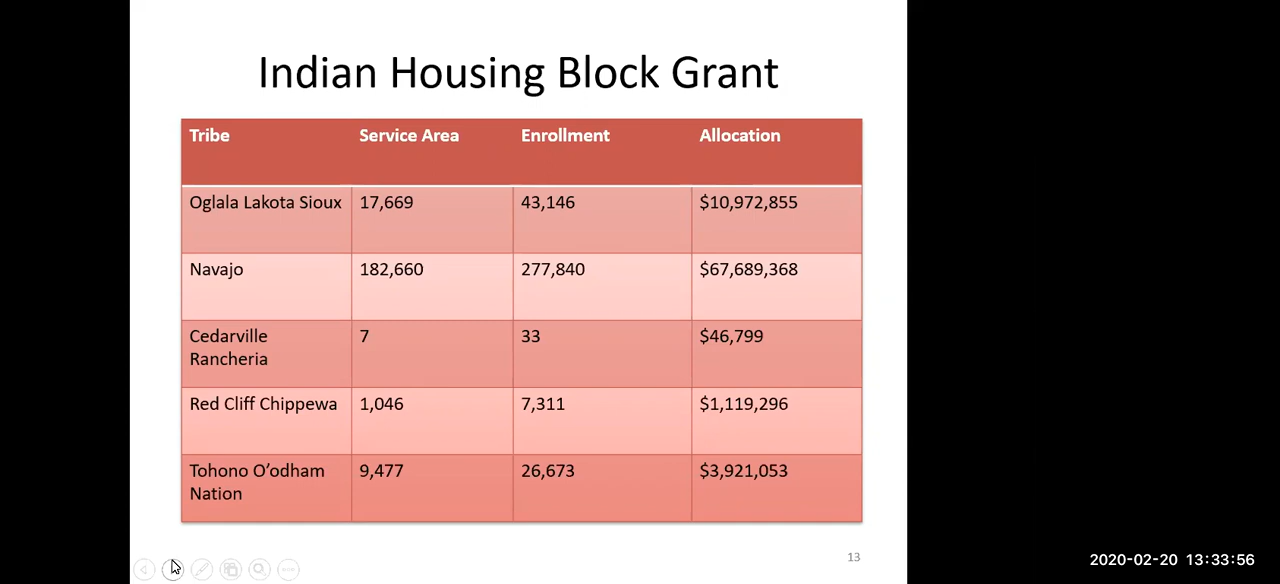 Indian Housing Block Grant
Tribe Service Area Enrollment Allocation
Oglala Lakota Sioux 17,669 43,146 $10,972,855
Navajo 182,660 277,840 $67,689,368
Cedarville Rancheria 7 33 $46,799
Red Cliff Chippewa 1,046 7,311 $1,119,296
Tohono O’odham Nation 9,477 26,673 $3,921,053
13
2020-02-20 13:33:56